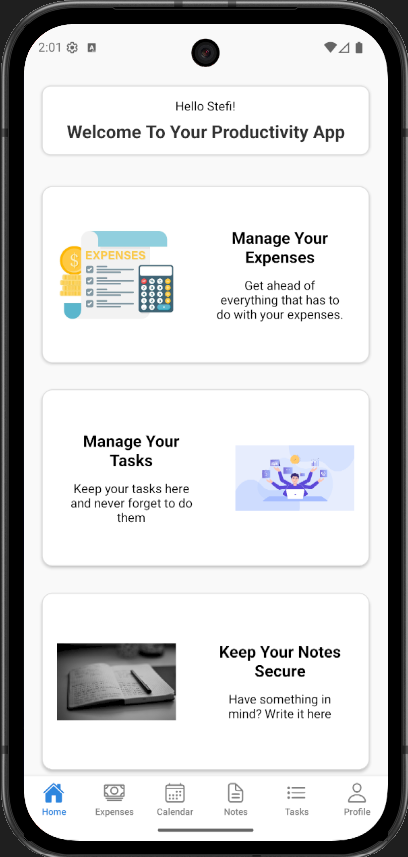 2:01
Hello Stefi!
Welcome To Your Productivity App
EXPENSES
Manage Your
Expenses
Get ahead of
everything that has to
do with your expenses.
Manage Your
Tasks
Keep your tasks here
and never forget to do
them
Keep Your Notes
Secure
Have something in
mind? Write it here
Home
Expenses
Calendar
Notes
Tasks
Profile